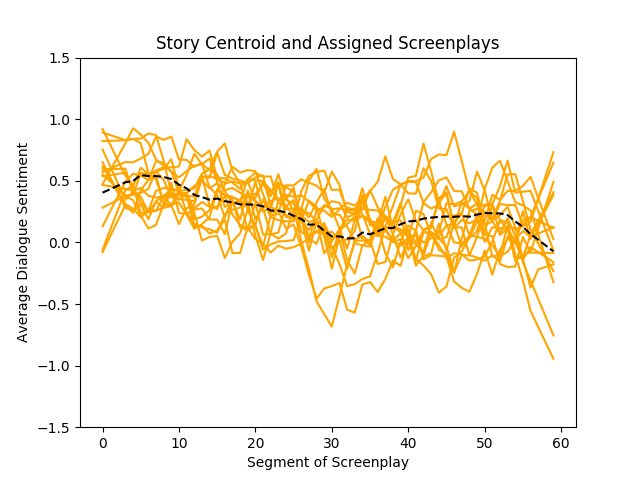 Story Centroid and Assigned Screenplays
1.5
1.0
0.5
0.0
−0.5
−1.0
−1.5
Average Dialogue Sentiment
0 10 20 30 40 50 60
Segment of Screenplay